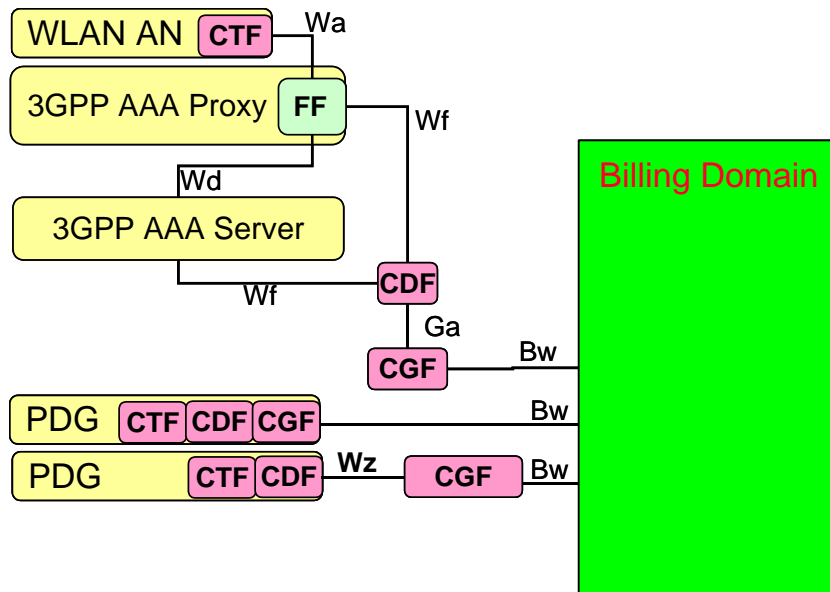 WLAN AN CTF Wa
3GPP AAA Proxy FF Wf
Billing Domain
Wd
3GPP AAA Server
CDF
Wf
Ga
CGF Bw
PDG CTF CDF CGF Bw
PDG CTF CDF Wz CGF Bw